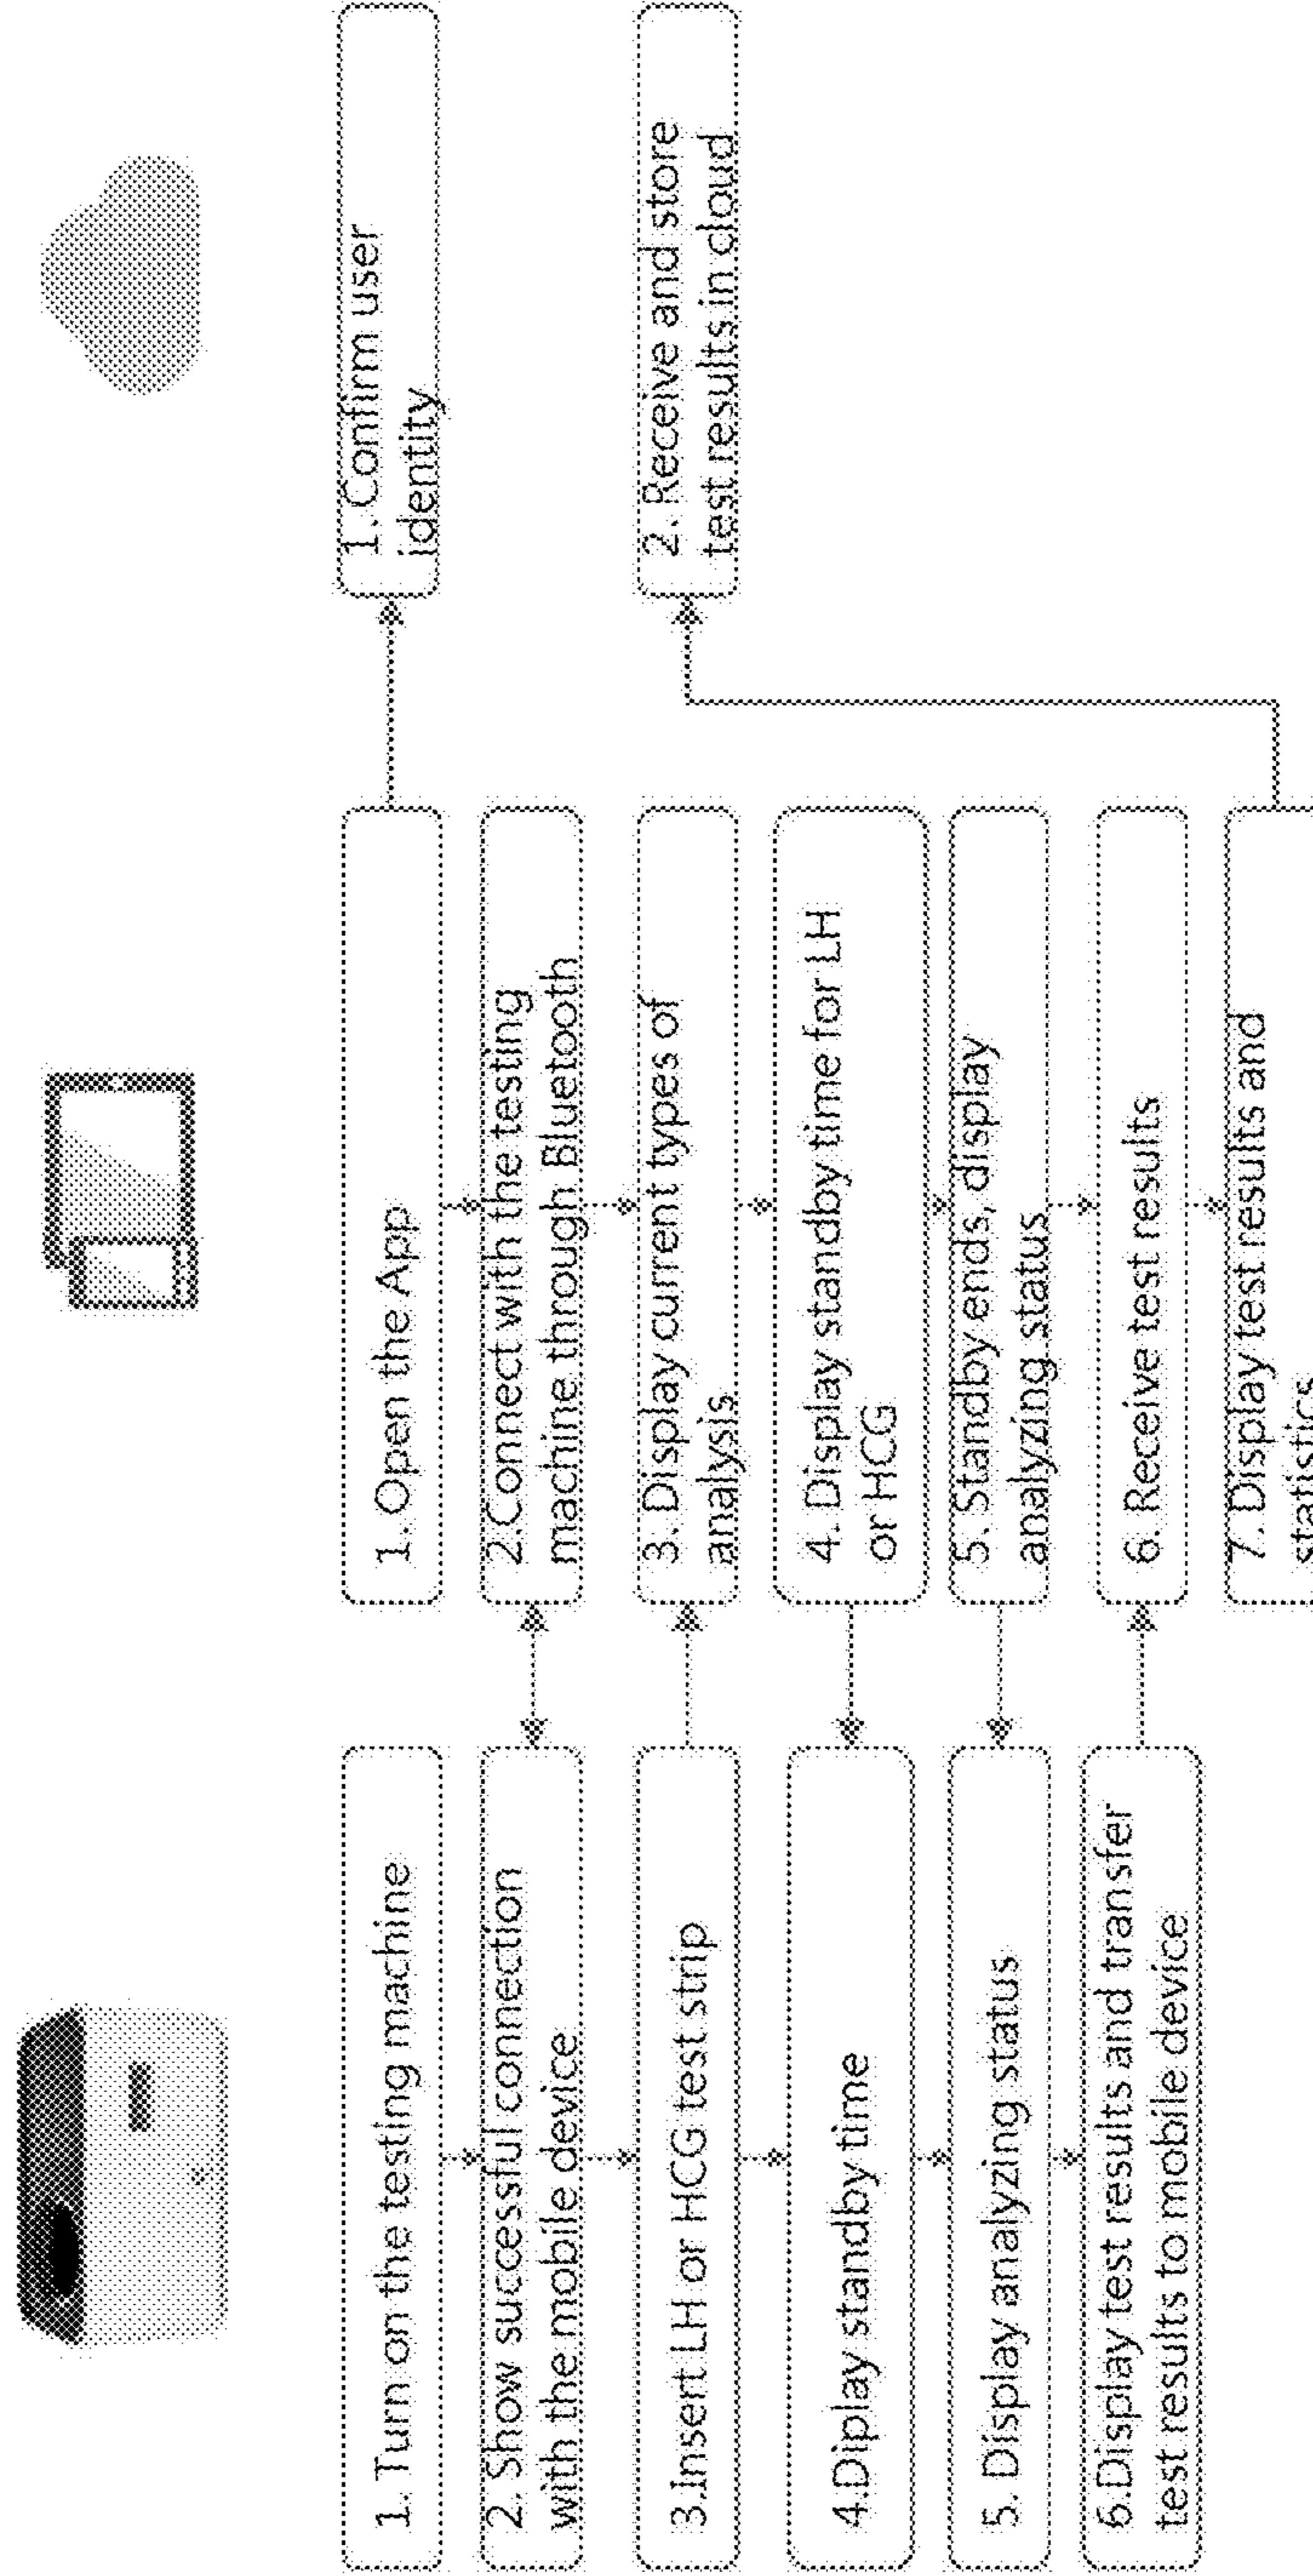 1. Turn on the testing machine
2. Show successful connection
with the mobile device
3.Insert LH or HCG test strip
4.Diplay standby time
5. Display analyzing status
6.Display test results and transfer
test results to mobile device
1.Open the App
2.Connect with the testing
machine through Bluetooth
3.Display current types of
analysis
4. Display standby time for LH
or HCG
5. Standby ends, display
analyzing status
6. Receive test results
7. Display test results and
statistics
1. Confirm user
identity
2. Receive and store
test results in cloud